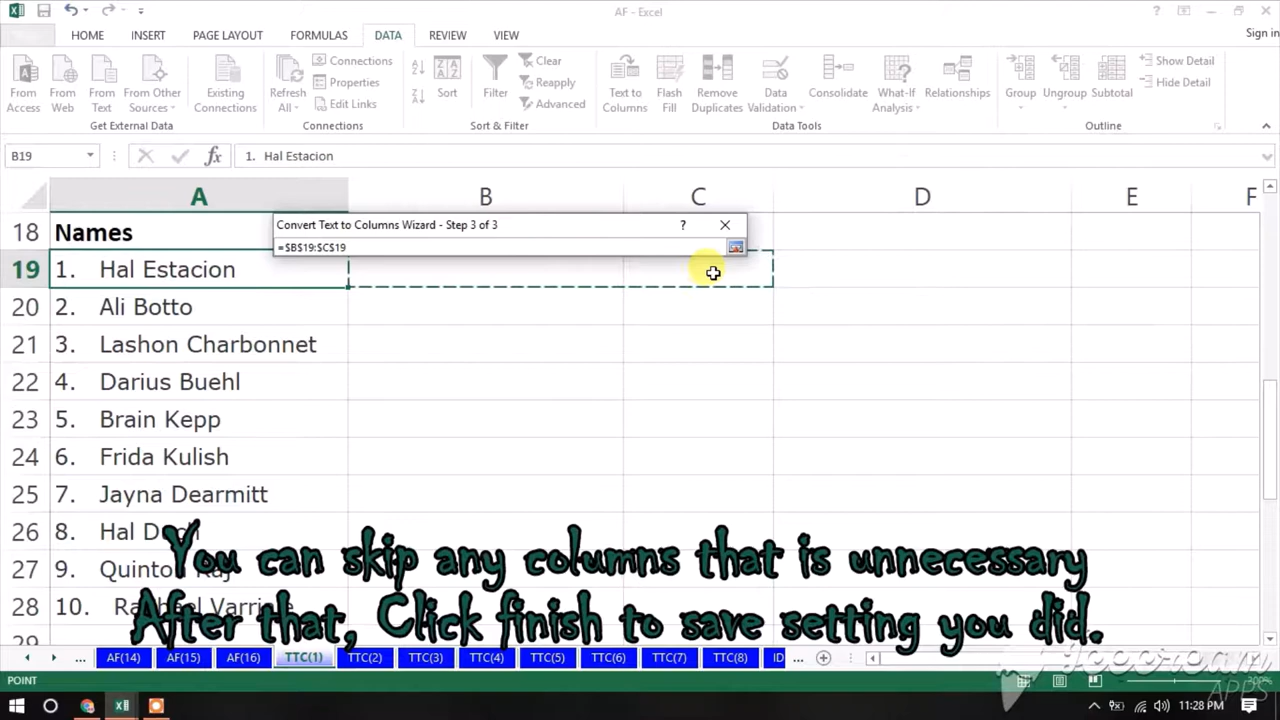 AF - Excel
Sign in
HOME INSERT PAGE LAYOUT FORMULAS DATA REVIEW VIEW
From Access
From Web
From Text
From Other Sources
Existing Connections
Get External Data
Refresh All
Connections
Properties
Edit Links
Connections
Sort
Filter
Clear
Reapply
Advanced
Sort & Filter
Text to Columns
Flash Fill
Remove Duplicates
Data Validation
Consolidate
What-If Analysis
Relationships
Data Tools
Group
Ungroup
Subtotal
Show Detail
Hide Detail
Outline
B19 fx 1. Hal Estacion
A B C D E F
Convert Text to Columns Wizard - Step 3 of 3 ?
=$B$19:$C$19
18 Names
19 1. Hal Estacion
20 2. Ali Botto
21 3. Lashon Charbonnet
22 4. Darius Buehl
23 5. Brain Kepp
24 6. Frida Kulish
25 7. Jayna Dearmitt
26 8. Hal
27 9.
28 10.
29
You can skip any columns that is unnecessary
After that, Click finish to save setting you did.
... AF(14) AF(15) AF(16) TTC(1) TTC(2) TTC(3) TTC(4) TTC(5) TTC(6) TTC(7) TTC(8) ID ...
POINT
APPS
11:28 PM